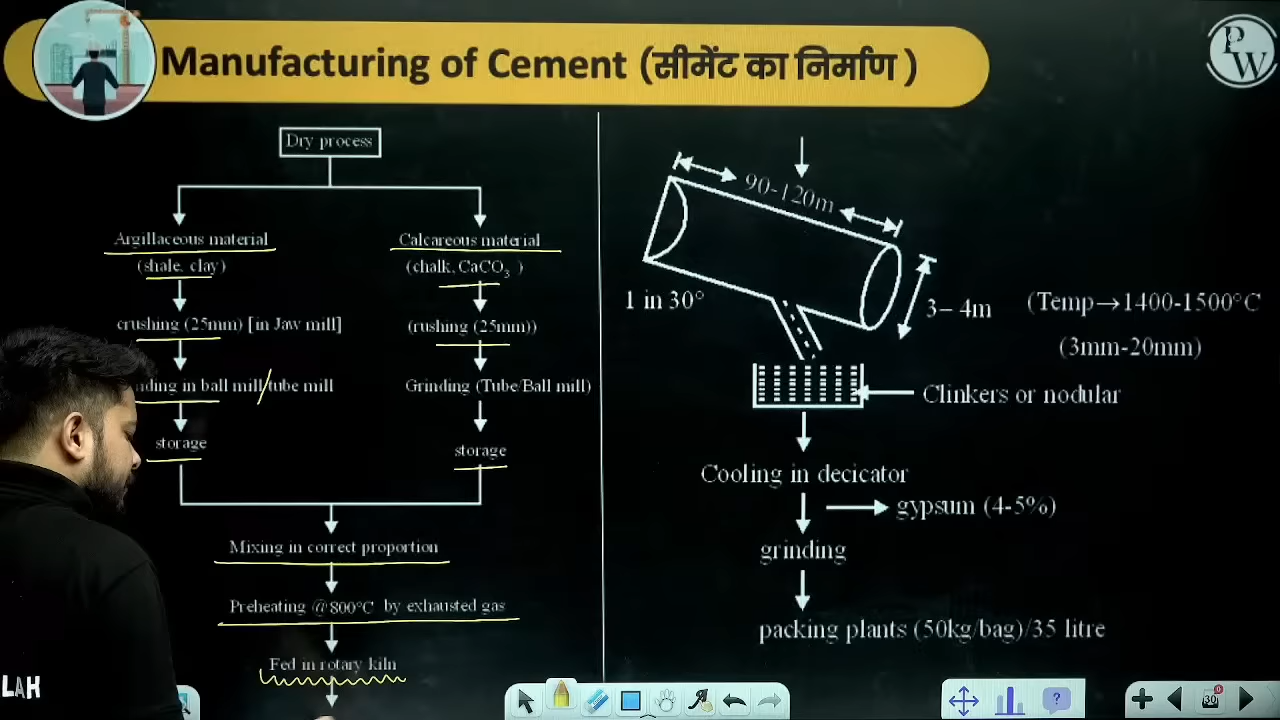 Manufacturing of Cement (सीमेंट का निर्माण )
PW
Dry process
Argillaceous material
(shale, clay)
crushing (25mm) [in Jaw mill]
in ball mill/tube mill
storage
Calcareous material
(chalk, CaCO₃ )
(rushing (25mm))
Grinding (Tube/Ball mill)
storage
Mixing in correct proportion
Preheating @800°C by exhausted gas
Fed in rotary kiln
90-120m
1 in 30°
3– 4m
(Temp→1400-1500°C
(3mm-20mm)
Clinkers or nodular
Cooling in decicator
gypsum (4-5%)
grinding
packing plants (50kg/bag)/35 litre
LAH
30